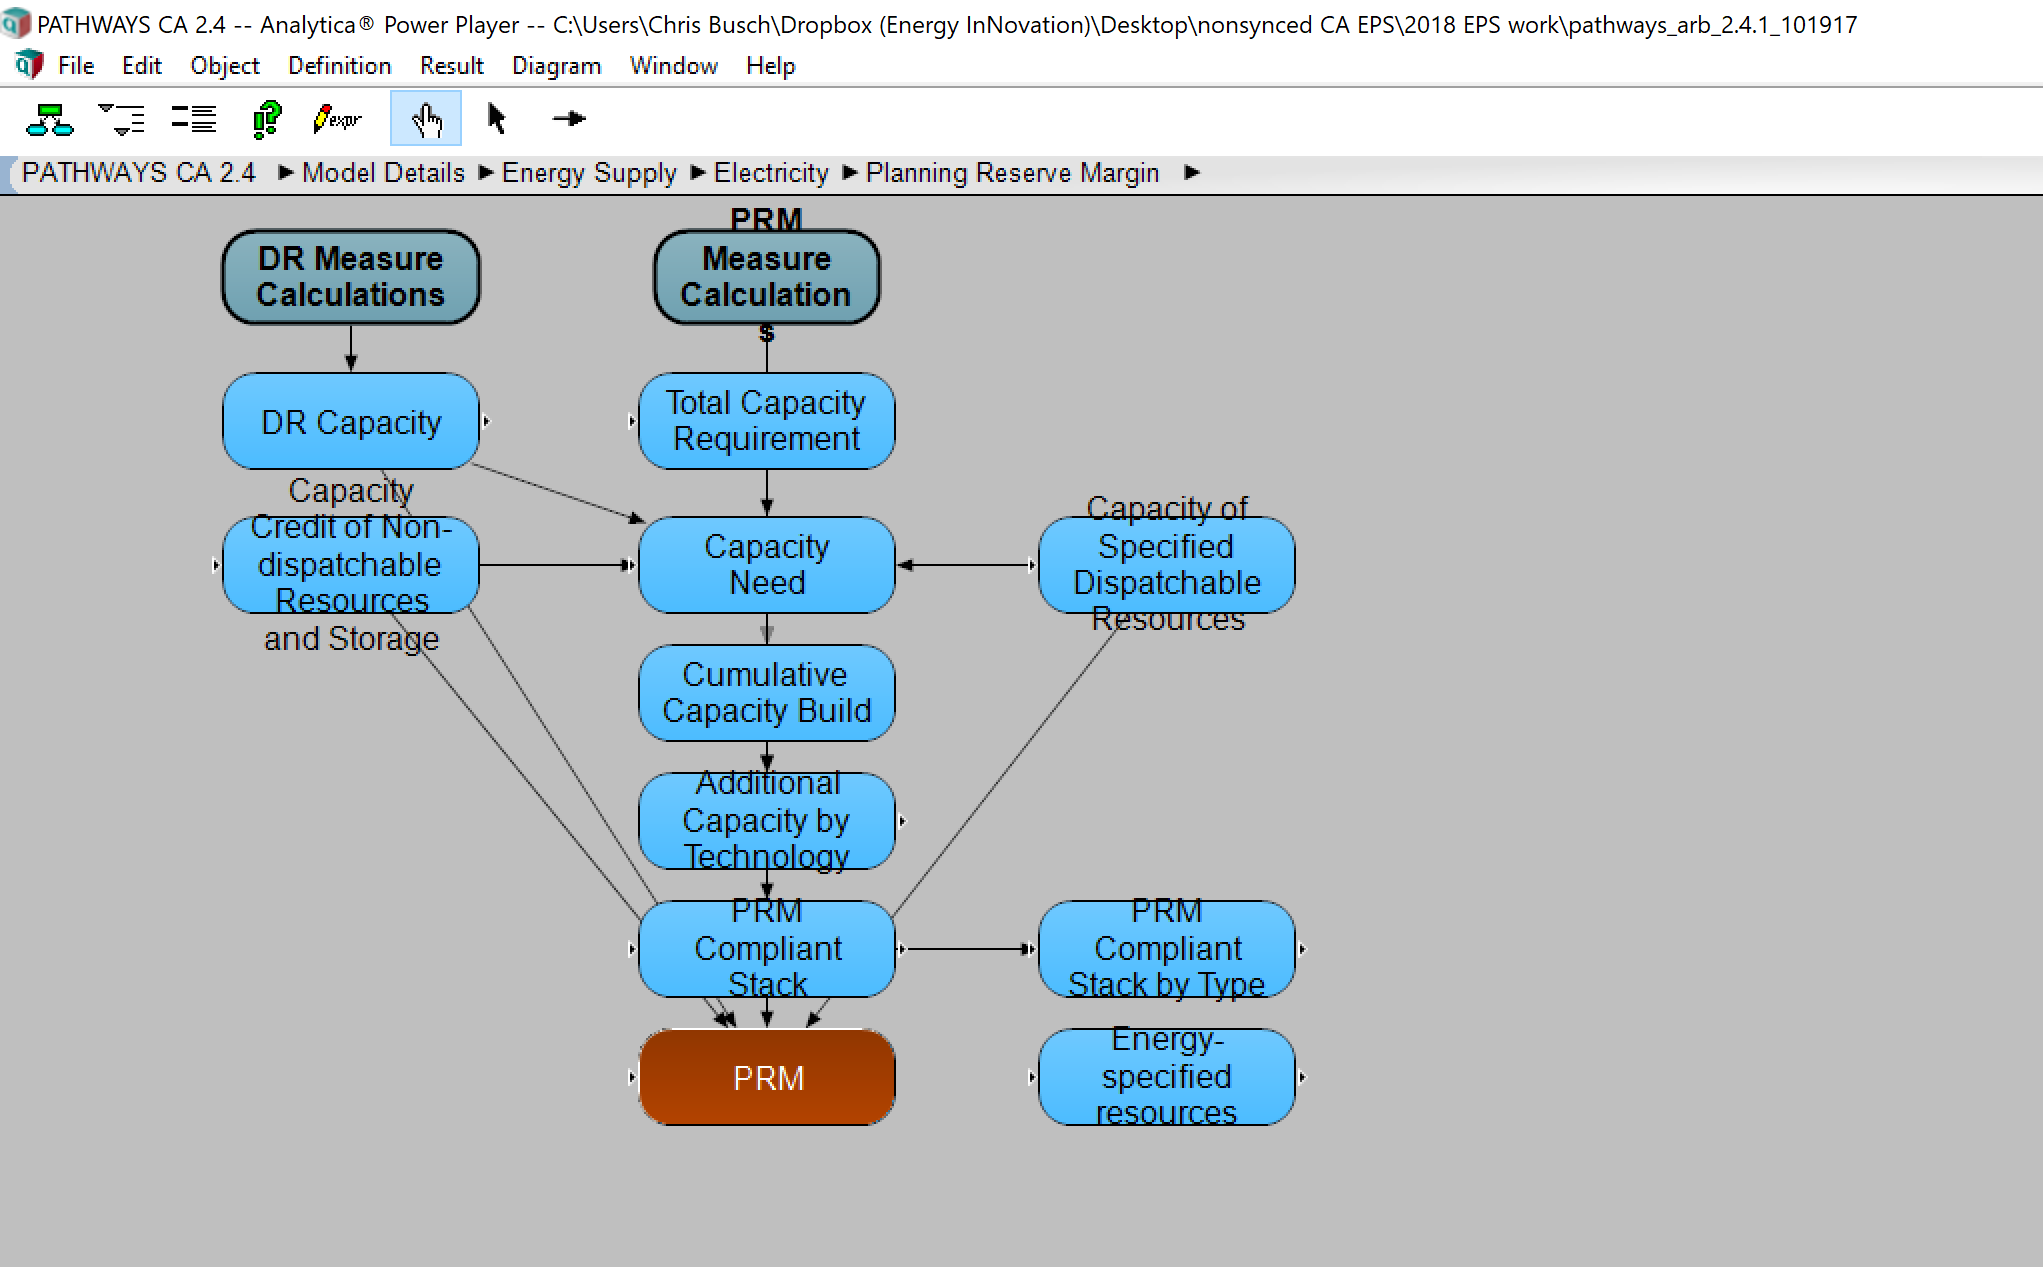 PATHWAYS CA 2.4 -- Analytica® Power Player -- C:\Users\Chris Busch\Dropbox (Energy InNovation)\Desktop\nonsynced CA EPS\2018 EPS work\pathways_arb_2.4.1_101917
File Edit Object Definition Result Diagram Window Help
expr
PATHWAYS CA 2.4 Model Details Energy Supply Electricity Planning Reserve Margin
DR Measure
Calculations
PRM
Measure
Calculation
s
DR Capacity
Total Capacity
Requirement
Capacity
Credit of Non-
dispatchable
Resources
and Storage
Capacity
Need
Capacity of
Specified
Dispatchable
Resources
Cumulative
Capacity Build
Additional
Capacity by
Technology
PRM
Compliant
Stack
PRM
Compliant
Stack by Type
PRM
Energy-
specified
resources